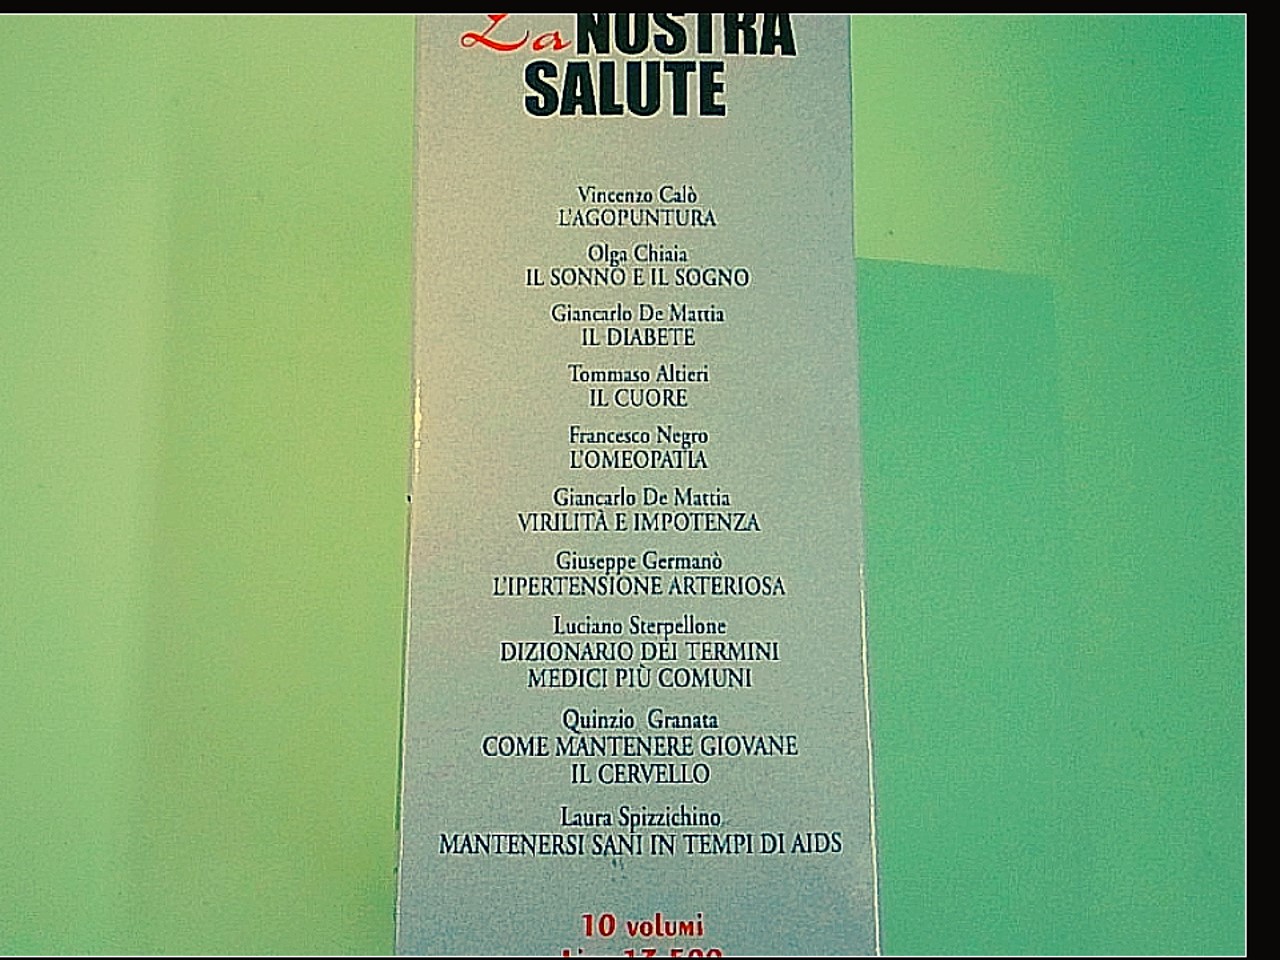 La NOSTRA
SALUTE
Vincenzo Calò
L'AGOPUNTURA
Olga Chiaia
IL SONNO E IL SOGNO
Giancarlo De Mattia
IL DIABETE
Tommaso Altieri
IL CUORE
Francesco Negro
L'OMEOPATIA
Giancarlo De Mattia
VIRILITÀ E IMPOTENZA
Giuseppe Germanò
L'IPERTENSIONE ARTERIOSA
Luciano Sterpellone
DIZIONARIO DEI TERMINI
MEDICI PIÙ COMUNI
Quinzio Granata
COME MANTENERE GIOVANE
IL CERVELLO
Laura Spizzichino
MANTENERSI SANI IN TEMPI DI AIDS
10 volumi